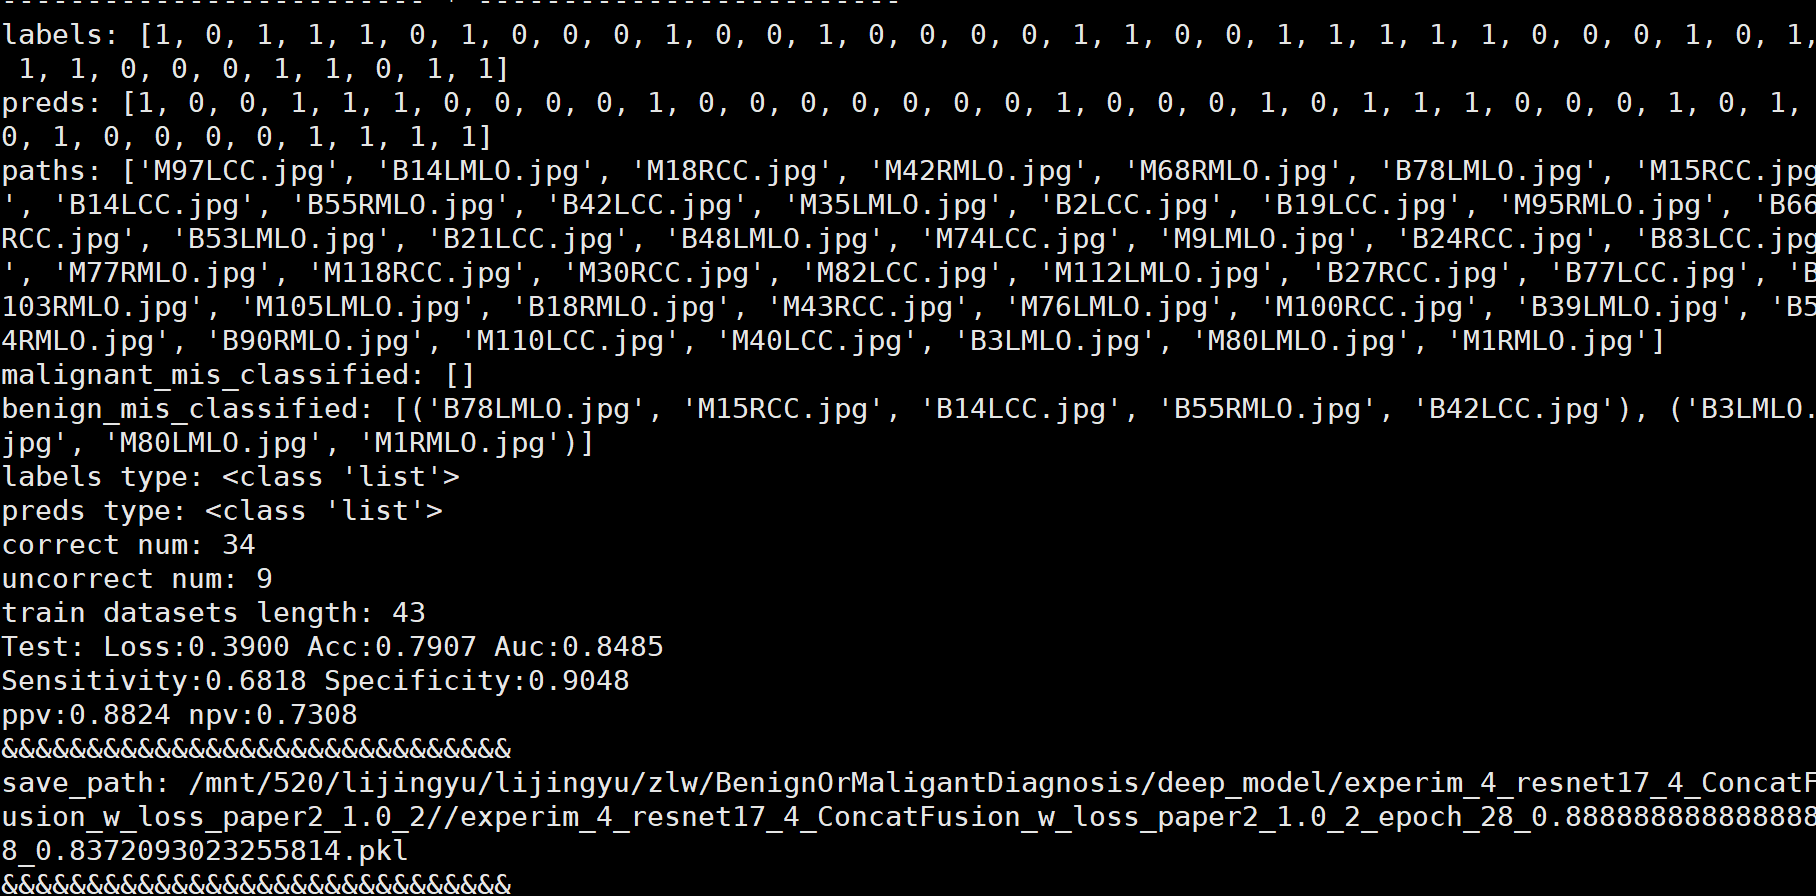 ------------------------- * -------------------------
labels: [1, 0, 1, 1, 1, 0, 1, 0, 0, 0, 1, 0, 0, 1, 0, 0, 0, 0, 1, 1, 0, 0, 1, 1, 1, 1, 1, 0, 0, 0, 1, 0, 1,
1, 1, 0, 0, 0, 1, 1, 0, 1, 1]
preds: [1, 0, 0, 1, 1, 1, 0, 0, 0, 0, 1, 0, 0, 0, 0, 0, 0, 0, 1, 0, 0, 0, 1, 0, 1, 1, 1, 0, 0, 0, 1, 0, 1,
0, 1, 0, 0, 0, 0, 1, 1, 1, 1]
paths: ['M97LCC.jpg', 'B14LMLO.jpg', 'M18RCC.jpg', 'M42RMLO.jpg', 'M68RMLO.jpg', 'B78LMLO.jpg', 'M15RCC.jpg
', 'B14LCC.jpg', 'B55RMLO.jpg', 'B42LCC.jpg', 'M35LMLO.jpg', 'B2LCC.jpg', 'B19LCC.jpg', 'M95RMLO.jpg', 'B66
RCC.jpg', 'B53LMLO.jpg', 'B21LCC.jpg', 'B48LMLO.jpg', 'M74LCC.jpg', 'M9LMLO.jpg', 'B24RCC.jpg', 'B83LCC.jpg
', 'M77RMLO.jpg', 'M118RCC.jpg', 'M30RCC.jpg', 'M82LCC.jpg', 'M112LMLO.jpg', 'B27RCC.jpg', 'B77LCC.jpg', 'B
103RMLO.jpg', 'M105LMLO.jpg', 'B18RMLO.jpg', 'M43RCC.jpg', 'M76LMLO.jpg', 'M100RCC.jpg', 'B39LMLO.jpg', 'B5
4RMLO.jpg', 'B90RMLO.jpg', 'M110LCC.jpg', 'M40LCC.jpg', 'B3LMLO.jpg', 'M80LMLO.jpg', 'M1RMLO.jpg']
malignant_mis_classified: []
benign_mis_classified: [('B78LMLO.jpg', 'M15RCC.jpg', 'B14LCC.jpg', 'B55RMLO.jpg', 'B42LCC.jpg'), ('B3LMLO.
jpg', 'M80LMLO.jpg', 'M1RMLO.jpg')]
labels type: <class 'list'>
preds type: <class 'list'>
correct num: 34
uncorrect num: 9
train datasets length: 43
Test: Loss:0.3900 Acc:0.7907 Auc:0.8485
Sensitivity:0.6818 Specificity:0.9048
ppv:0.8824 npv:0.7308
&&&&&&&&&&&&&&&&&&&&&&&&&&&&&&
save_path: /mnt/520/lijingyu/lijingyu/zlw/BenignOrMaligantDiagnosis/deep_model/experim_4_resnet17_4_ConcatF
usion_w_loss_paper2_1.0_2//experim_4_resnet17_4_ConcatFusion_w_loss_paper2_1.0_2_epoch_28_0.888888888888888
8_0.8372093023255814.pkl
&&&&&&&&&&&&&&&&&&&&&&&&&&&&&&